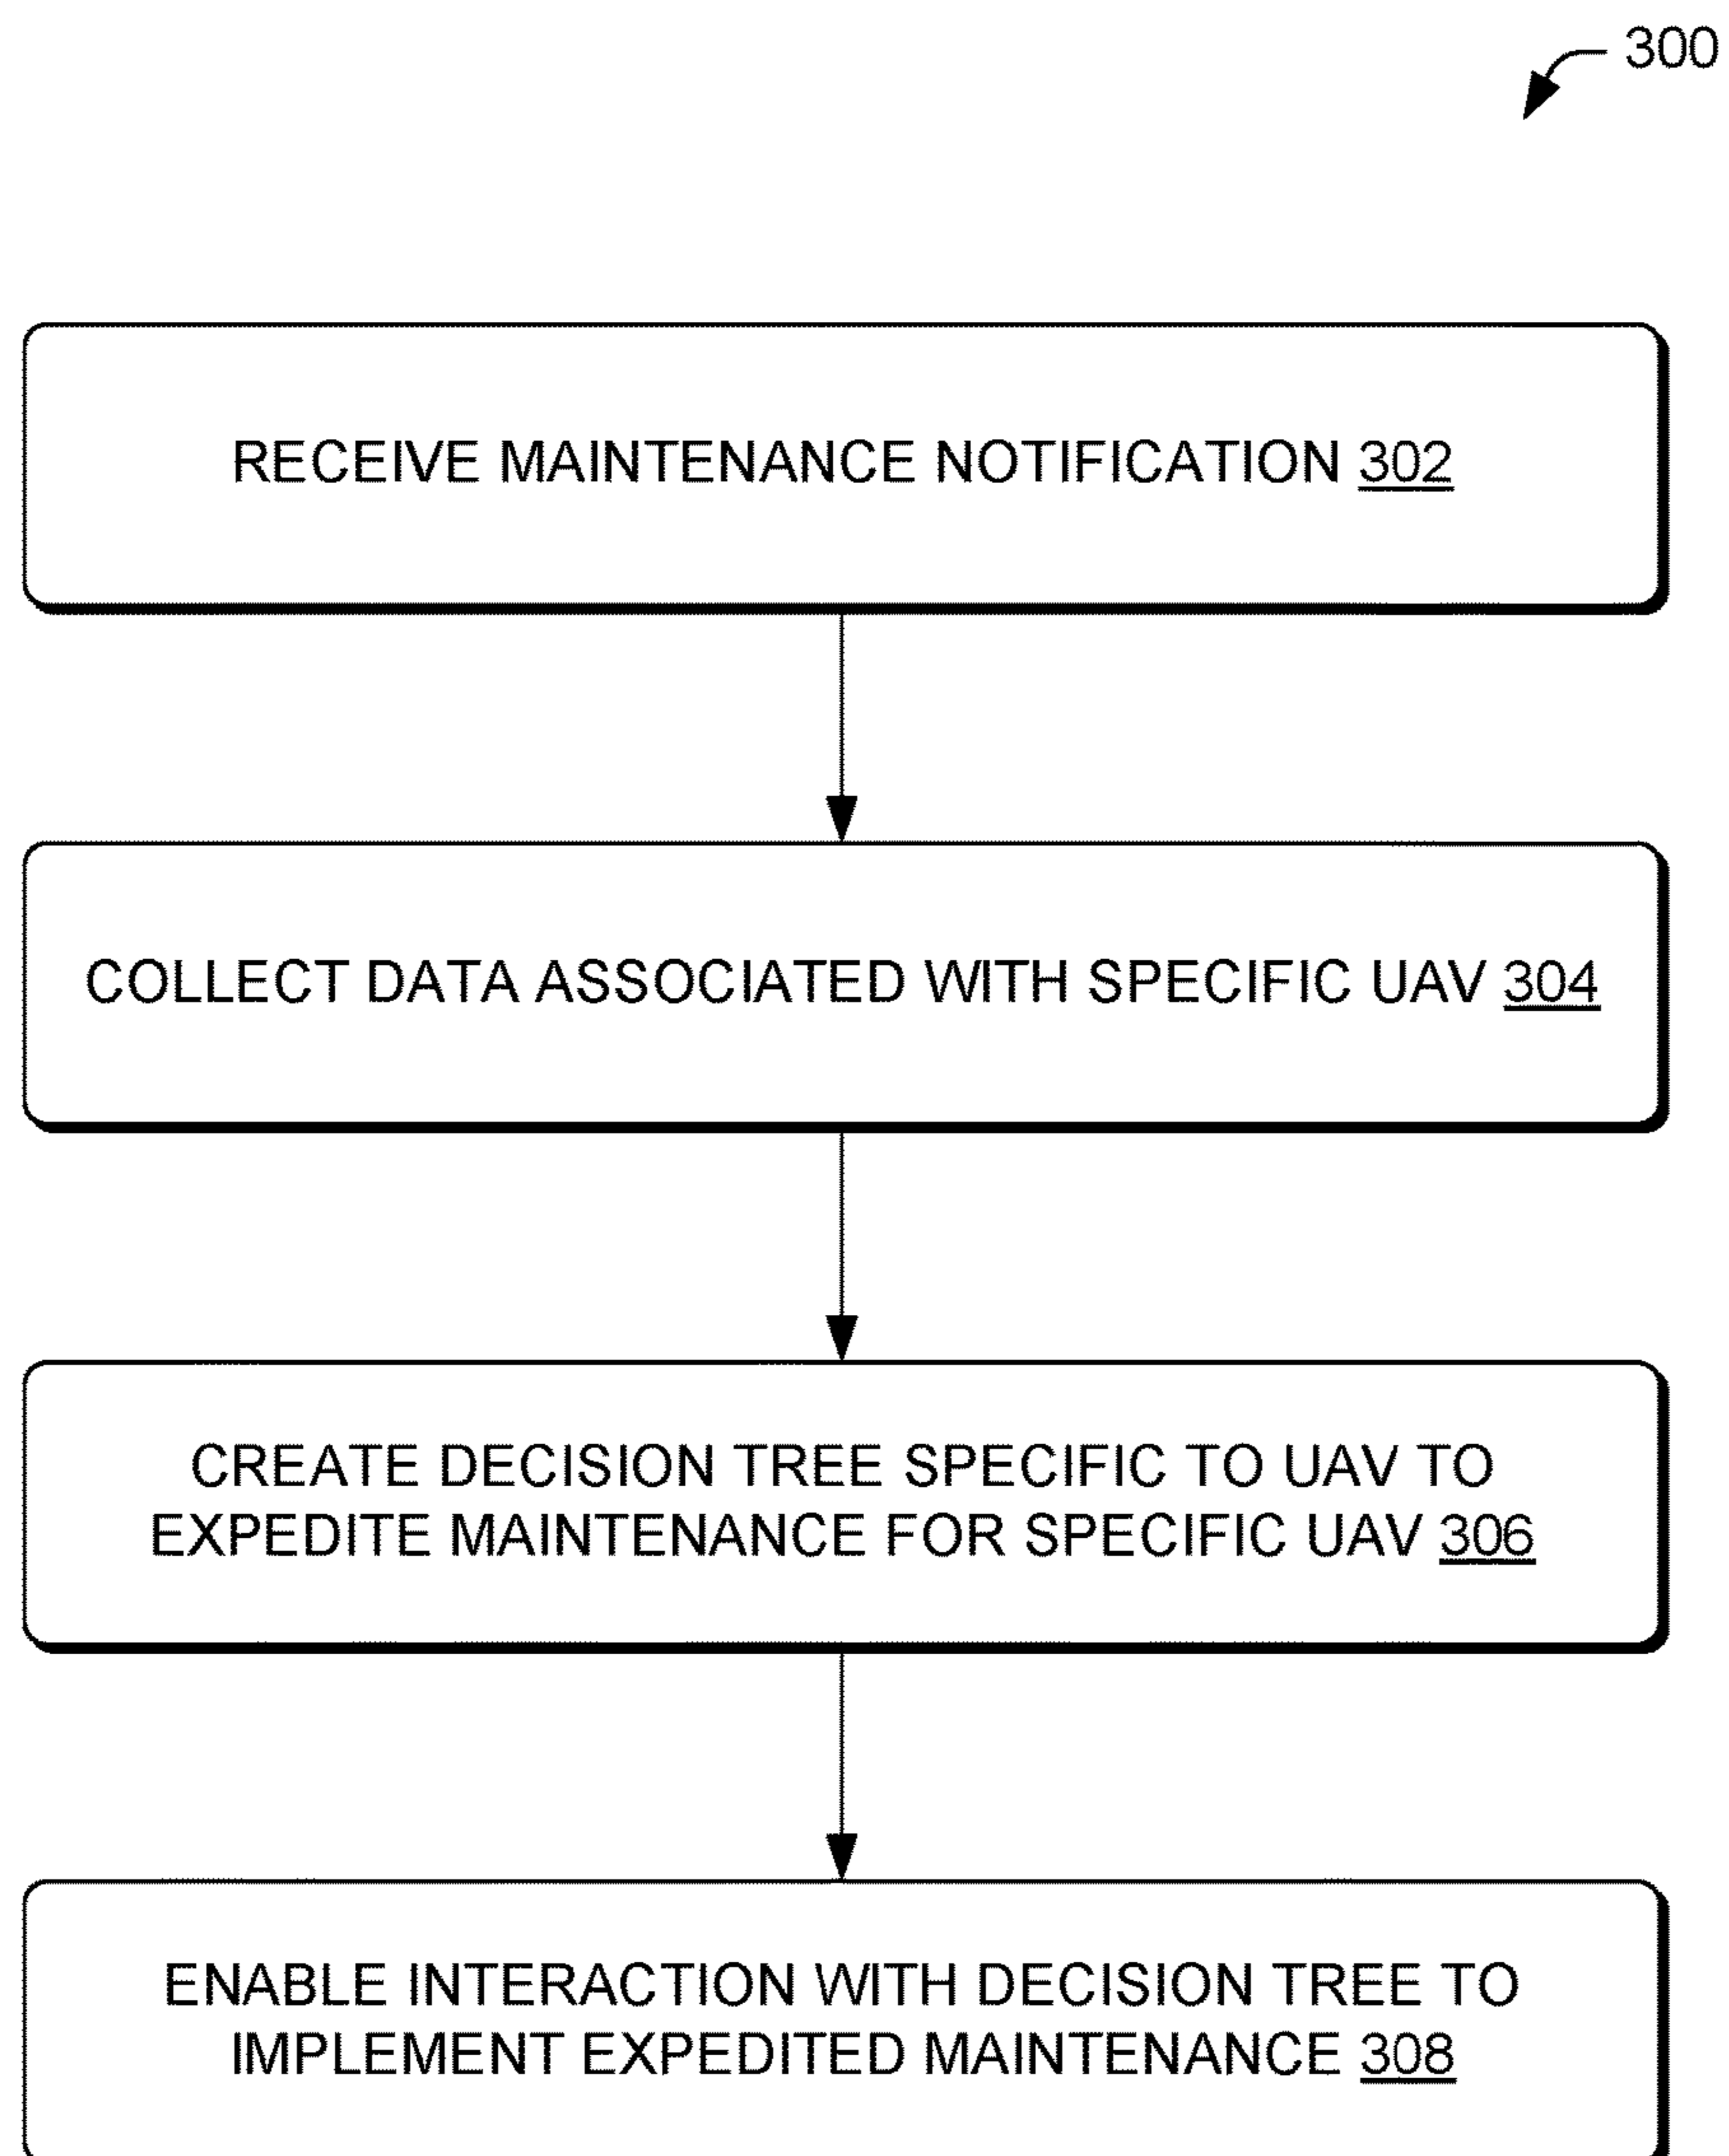 300
RECEIVE MAINTENANCE NOTIFICATION 302
COLLECT DATA ASSOCIATED WITH SPECIFIC UAV 304
CREATE DECISION TREE SPECIFIC TO UAV TO
EXPEDITE MAINTENANCE FOR SPECIFIC UAV 306
ENABLE INTERACTION WITH DECISION TREE TO
IMPLEMENT EXPEDITED MAINTENANCE 308